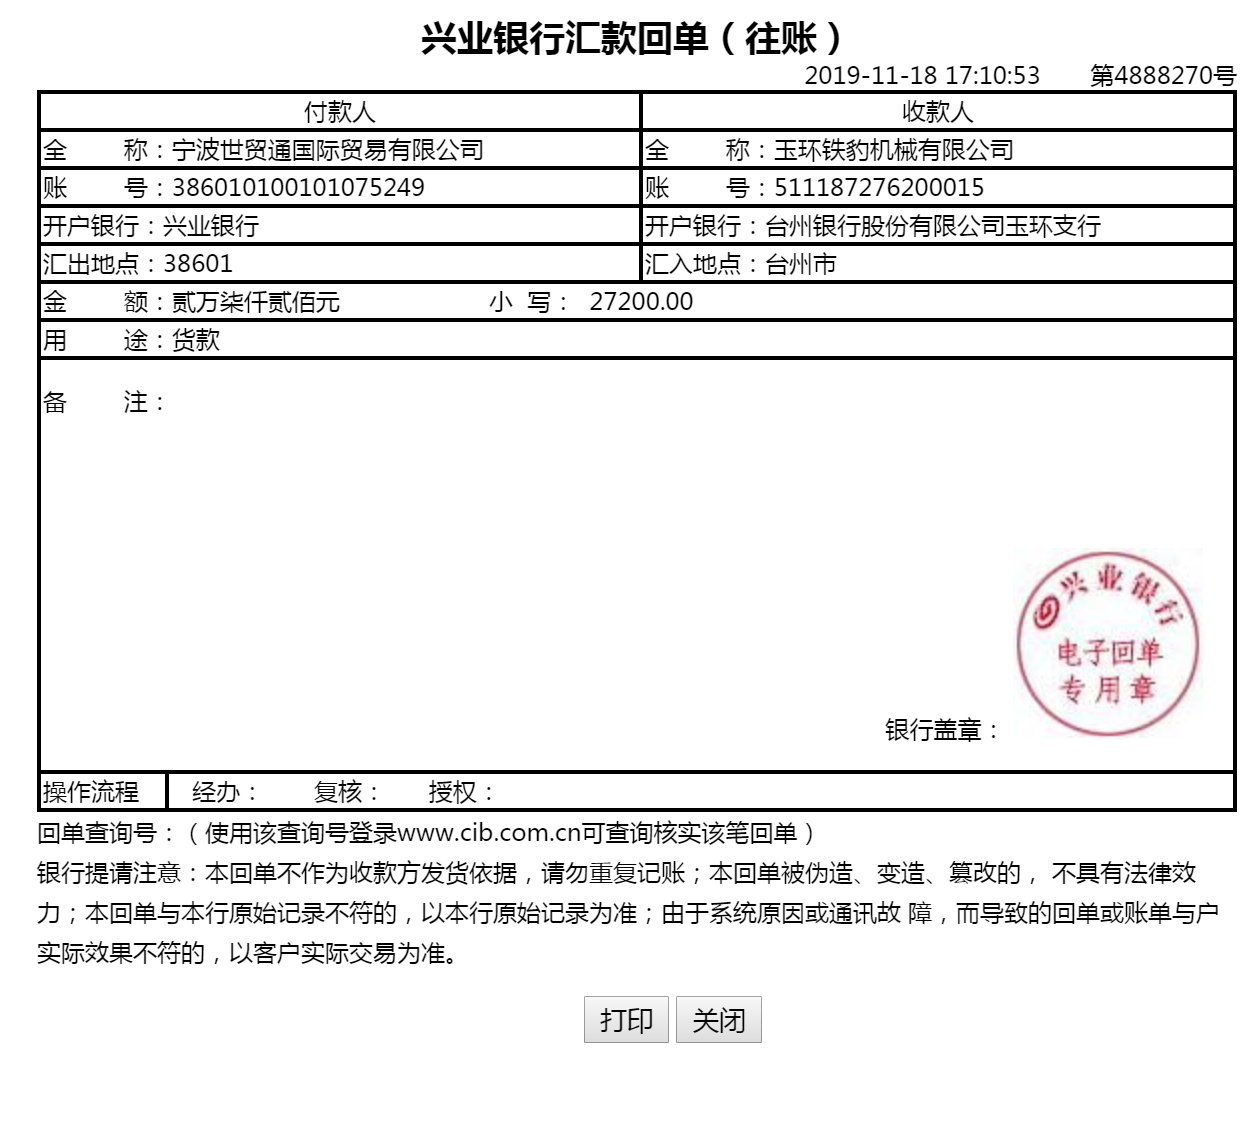 兴业银行汇款回单（往账）
2019-11-18 17:10:53 第4888270号
付款人 收款人
全 称：宁波世贸通国际贸易有限公司 全 称：玉环铁豹机械有限公司
账 号：386010100101075249 账 号：511187276200015
开户银行：兴业银行 开户银行：台州银行股份有限公司玉环支行
汇出地点：38601 汇入地点：台州市
金 额：贰万柒仟贰佰元 小 写： 27200.00
用 途：货款
备 注：
兴业银行
电子回单
专用章
银行盖章：
操作流程 经办： 复核： 授权：
回单查询号：（使用该查询号登录www.cib.com.cn可查询核实该笔回单）
银行提请注意：本回单不作为收款方发货依据，请勿重复记账；本回单被伪造、变造、篡改的， 不具有法律效
力；本回单与本行原始记录不符的，以本行原始记录为准；由于系统原因或通讯故 障，而导致的回单或账单与户
实际效果不符的，以客户实际交易为准。
打印 关闭